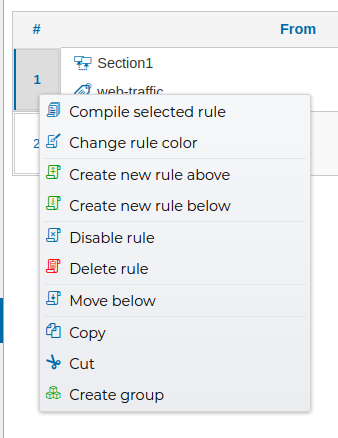 # From
1 Section1
web-traffic
2
Compile selected rule
Change rule color
Create new rule above
Create new rule below
Disable rule
Delete rule
Move below
Copy
Cut
Create group